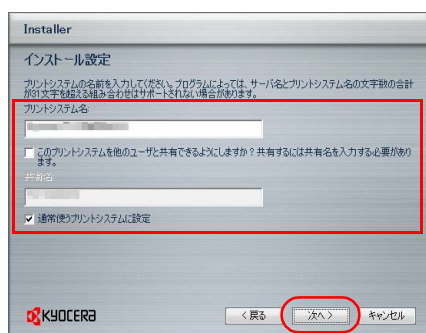 Installer
インストール設定
プリントシステムの名前を入力してください。プログラムによっては、サーバ名とプリントシステム名の文字数の合計
が31文字を超える組み合わせはサポートされない場合があります。
プリントシステム名:
このプリントシステムを他のユーザと共有できるようにしますか？共有するには共有名を入力する必要があり
ます。
共有名:
通常使うプリントシステムに設定
KYOCERA
< 戻る
次へ >
キャンセル